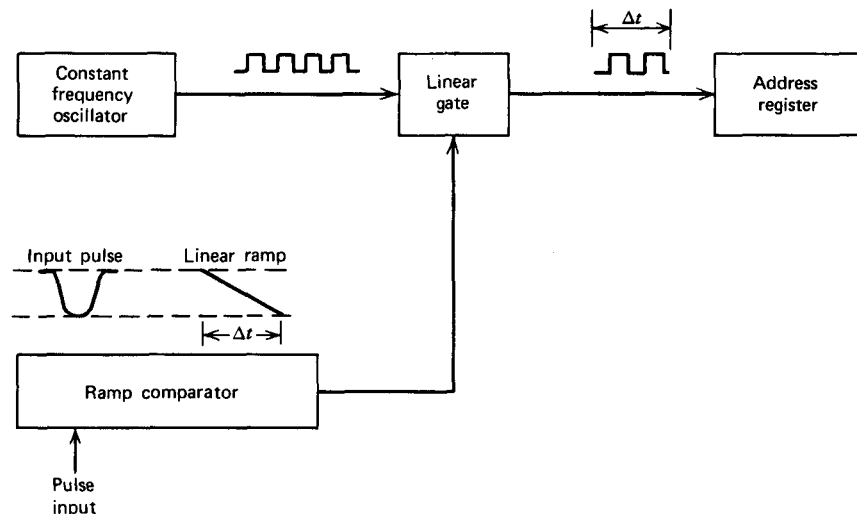 Constant
frequency
oscillator
Linear
gate
Δt
Address
register
Input pulse
Linear ramp
Δt
Ramp comparator
Pulse
input